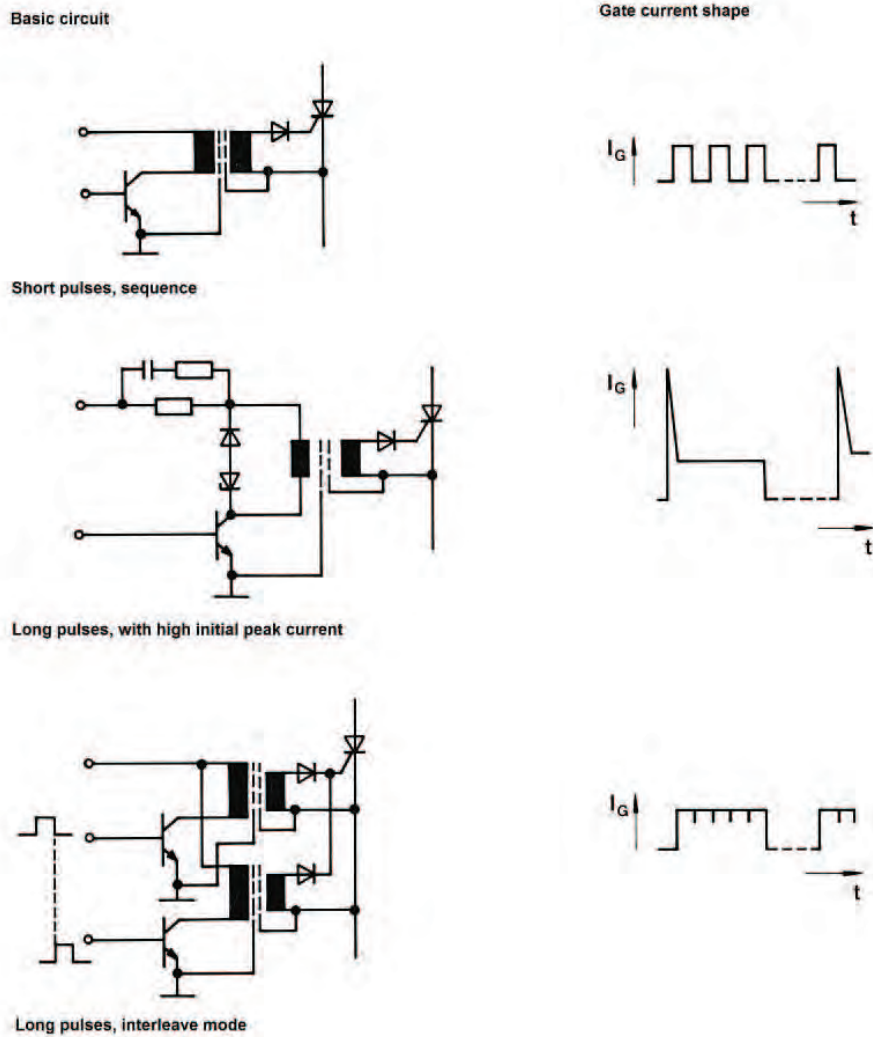 Basic circuit
Gate current shape
I_G
t
Short pulses, sequence
I_G
t
Long pulses, with high initial peak current
I_G
t
Long pulses, interleave mode